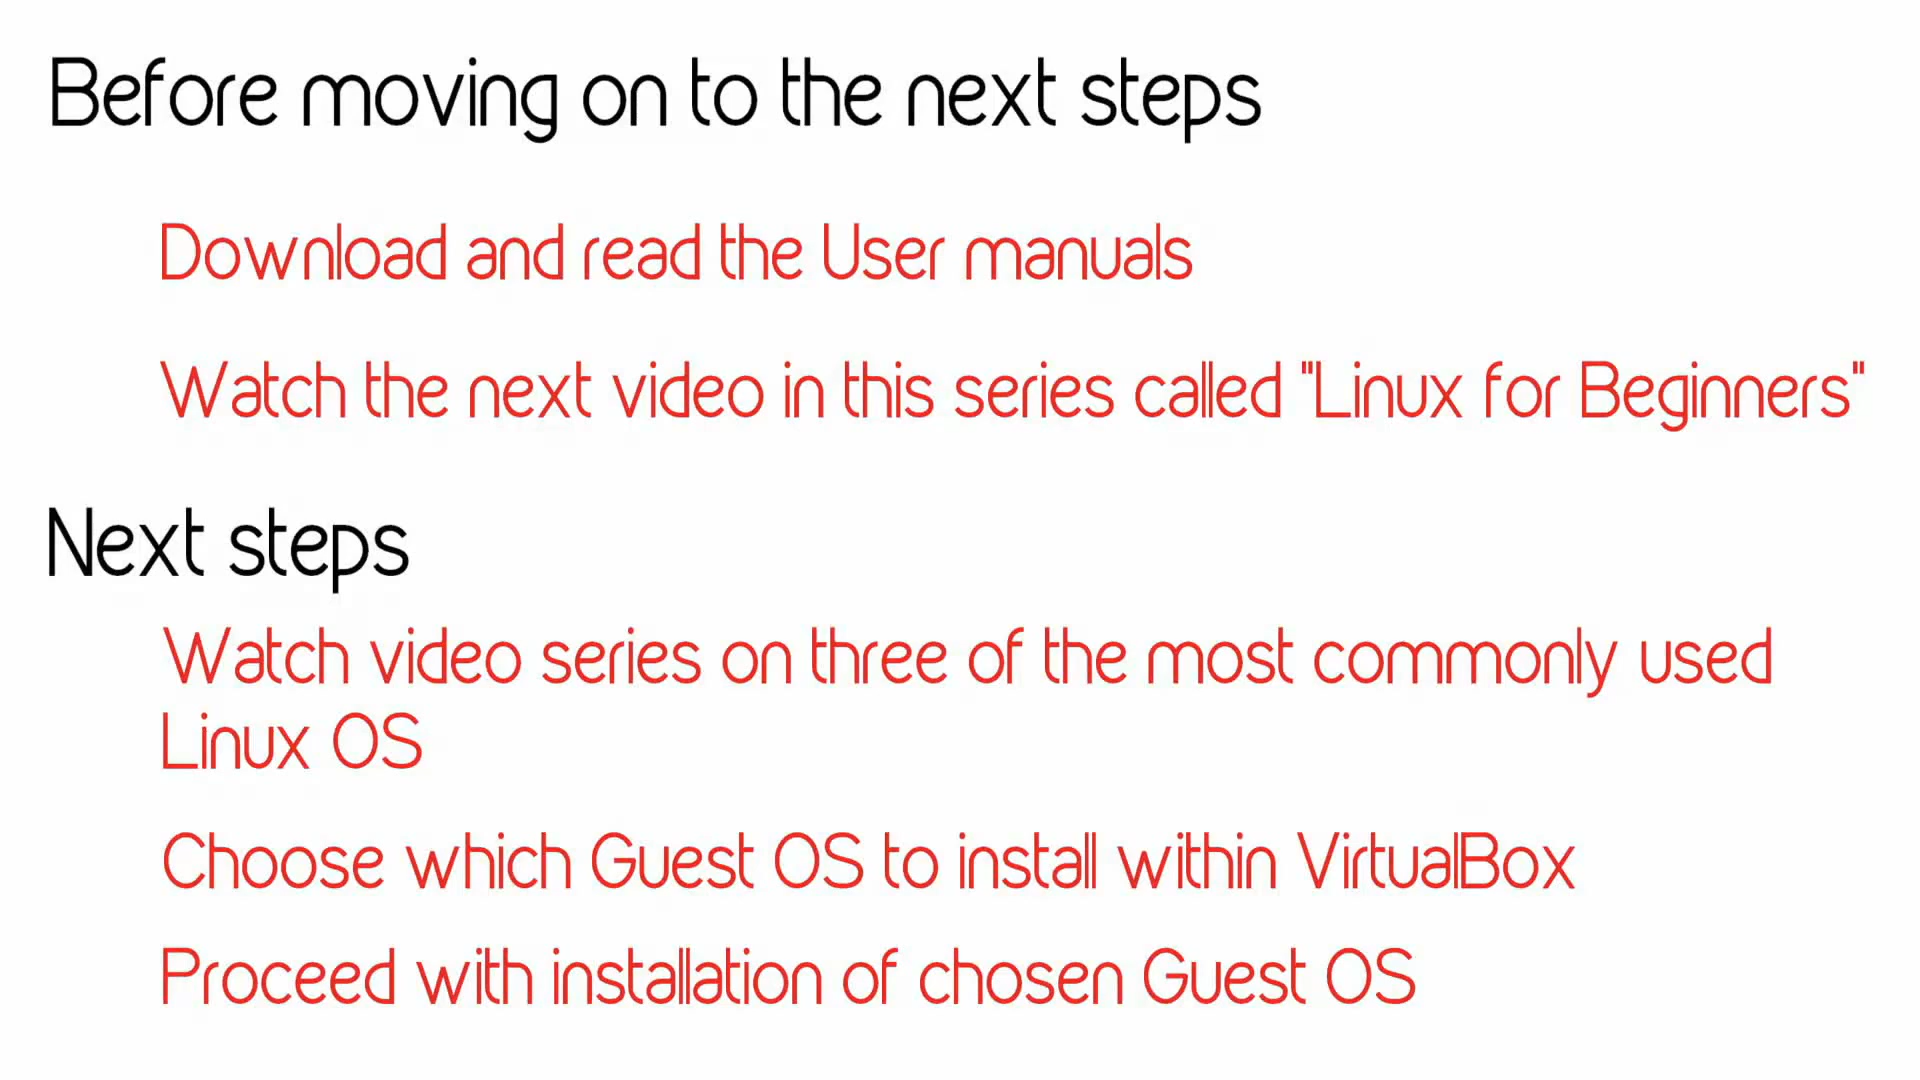 Before moving on to the next steps
Download and read the User manuals
Watch the next video in this series called "Linux for Beginners"
Next steps
Watch video series on three of the most commonly used
Linux OS
Choose which Guest OS to install within VirtualBox
Proceed with installation of chosen Guest OS